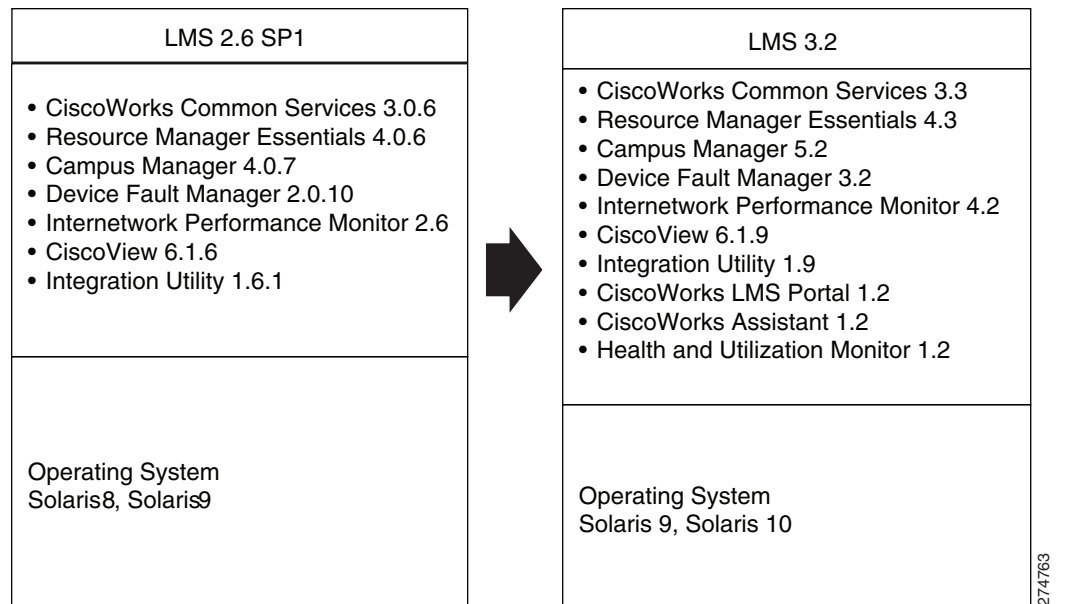 LMS 2.6 SP1
• CiscoWorks Common Services 3.0.6
• Resource Manager Essentials 4.0.6
• Campus Manager 4.0.7
• Device Fault Manager 2.0.10
• Internetwork Performance Monitor 2.6
• CiscoView 6.1.6
• Integration Utility 1.6.1
Operating System
Solaris8, Solaris9
LMS 3.2
• CiscoWorks Common Services 3.3
• Resource Manager Essentials 4.3
• Campus Manager 5.2
• Device Fault Manager 3.2
• Internetwork Performance Monitor 4.2
• CiscoView 6.1.9
• Integration Utility 1.9
• CiscoWorks LMS Portal 1.2
• CiscoWorks Assistant 1.2
• Health and Utilization Monitor 1.2
Operating System
Solaris 9, Solaris 10
274763